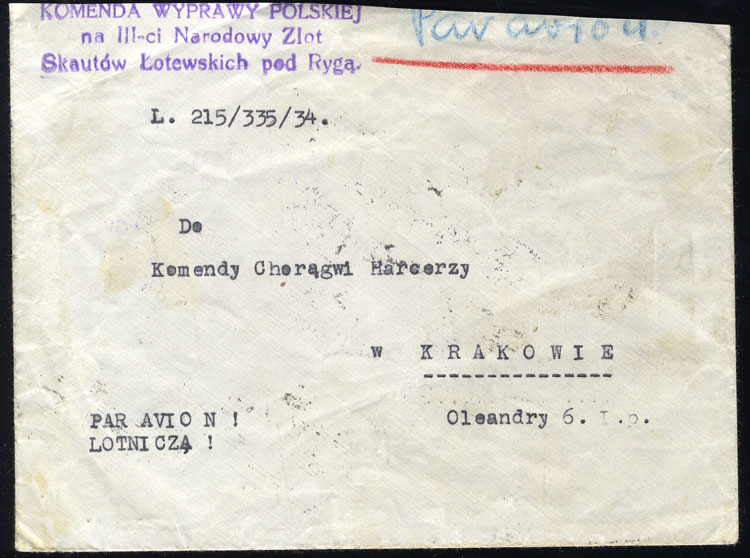 KOMENDA WYPRAWY POLSKIEJ
na III-ci Narodowy Zlot
Skautów Łotewskich pod Rygą.
Par avion.
L. 215/335/34.
Do
Komendy Chorągwi Harcerzy
w KRAKOWIE
Oleandry 6. I.p.
PAR AVION !
LOTNICZĄ !